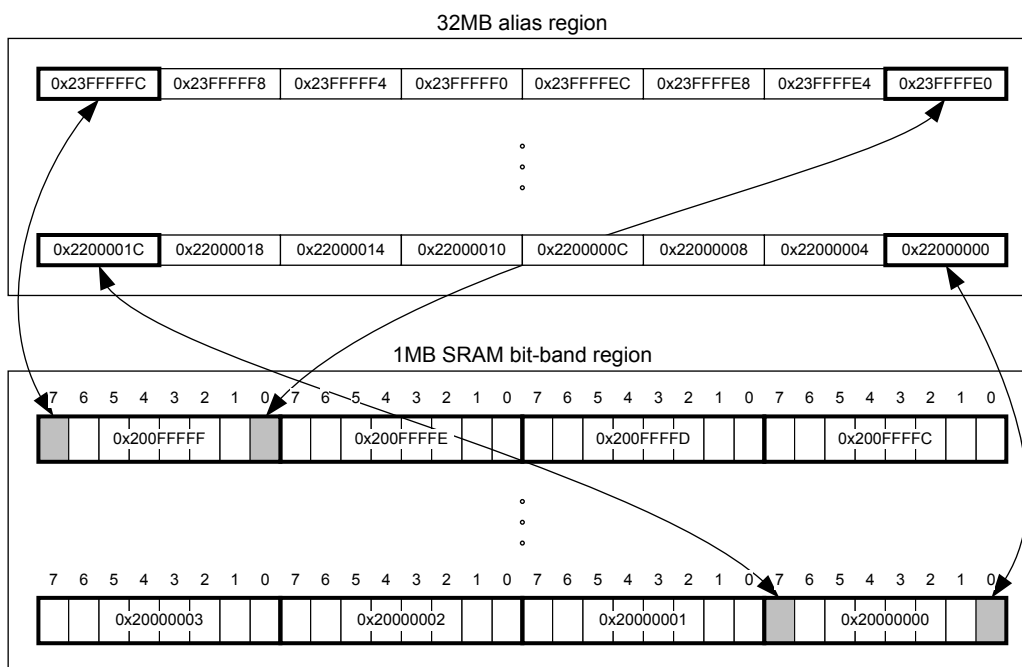 32MB alias region
0x23FFFFFC 0x23FFFFF8 0x23FFFFF4 0x23FFFFF0 0x23FFFFEC 0x23FFFFE8 0x23FFFFE4 0x23FFFFE0
0x2200001C 0x22000018 0x22000014 0x22000010 0x2200000C 0x22000008 0x22000004 0x22000000
1MB SRAM bit-band region
7 6 5 4 3 2 1 0 7 6 5 4 3 2 1 0 7 6 5 4 3 2 1 0 7 6 5 4 3 2 1 0
0x200FFFFF 0x200FFFFE 0x200FFFFD 0x200FFFFC
7 6 5 4 3 2 1 0 7 6 5 4 3 2 1 0 7 6 5 4 3 2 1 0 7 6 5 4 3 2 1 0
0x20000003 0x20000002 0x20000001 0x20000000